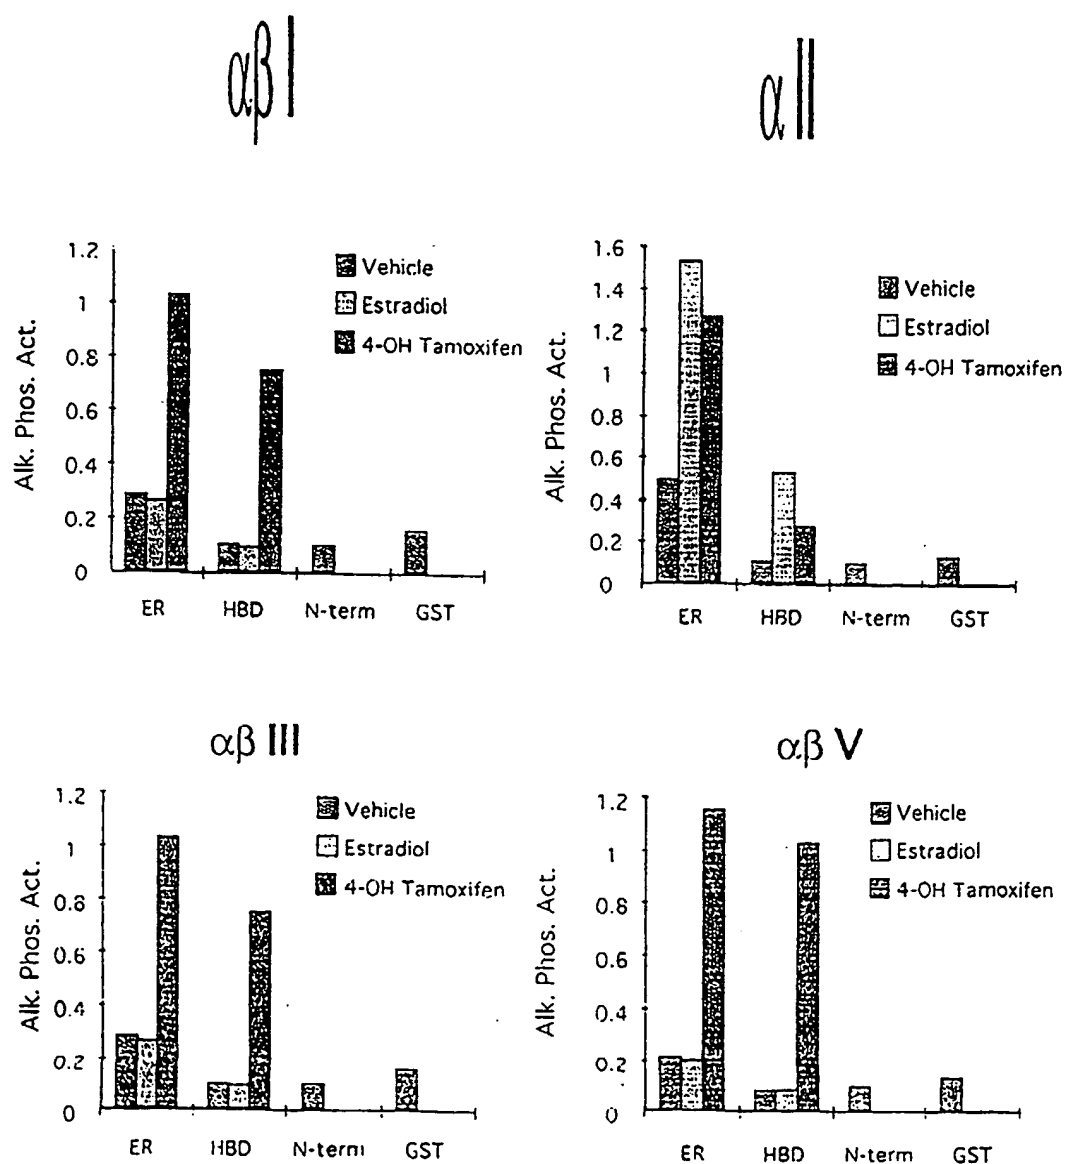 αβ I
α II
1.2
1
0.8
0.6
0.4
0.2
0
Alk. Phos. Act.
Vehicle
Estradiol
4-OH Tamoxifen
ER HBD N-term GST
1.6
1.4
1.2
1
0.8
0.6
0.4
0.2
0
Alk. Phos. Act.
Vehicle
Estradiol
4-OH Tamoxifen
ER HBD N-term GST
αβ III
αβ V
1.2
1
0.8
0.6
0.4
0.2
0
Alk. Phos. Act.
Vehicle
Estradiol
4-OH Tamoxifen
ER HBD N-term GST
1.2
1
0.8
0.6
0.4
0.2
0
Alk. Phos. Act.
Vehicle
Estradiol
4-OH Tamoxifen
ER HBD N-term GST